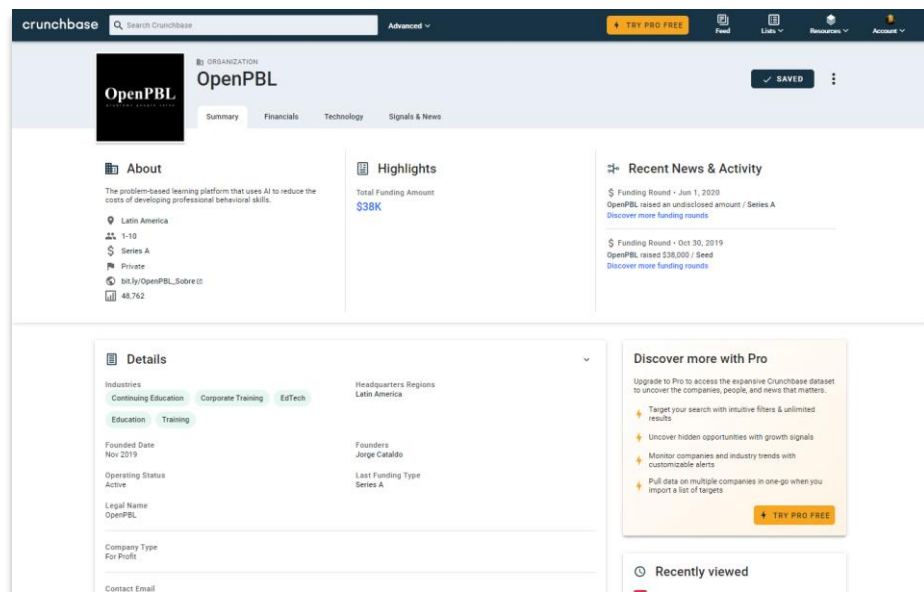 crunchbase
Search Crunchbase
Advanced
TRY PRO FREE
Feed
Lists
Resources
Account
OpenPBL
ORGANIZATION
OpenPBL
SAVED
Summary
Financials
Technology
Signals & News
About
The problem-based learning platform that uses AI to reduce the
costs of developing professional behavioral skills.
Latin America
1-10
Series A
Private
bit.ly/OpenPBL_Sobre
48,762
Highlights
Total Funding Amount
$38K
Recent News & Activity
Funding Round • Jun 1, 2020
OpenPBL raised an undisclosed amount / Series A
Discover more funding rounds
Funding Round • Oct 30, 2019
OpenPBL raised $38,000 / Seed
Discover more funding rounds
Details
Industries
Continuing Education
Corporate Training
EdTech
Education
Training
Headquarters Regions
Latin America
Founded Date
Nov 2019
Founders
Jorge Cataldo
Operating Status
Active
Last Funding Type
Series A
Legal Name
OpenPBL
Company Type
For Profit
Contact Email
Discover more with Pro
Upgrade to Pro to access the expansive Crunchbase dataset
to uncover the companies, people, and news that matters.
Target your search with intuitive filters & unlimited
results
Uncover hidden opportunities with growth signals
Monitor companies and industry trends with
customizable alerts
Pull data on multiple companies in one-go when you
import a list of targets
TRY PRO FREE
Recently viewed